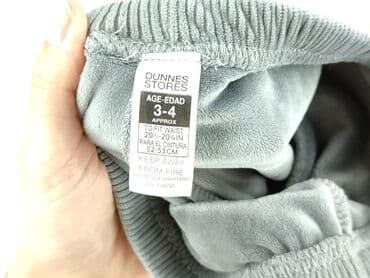 DUNNES
STORES
AGE-EDAD
3-4
APPROX
TO FIT WAIST
20½-20¾IN
PARA EL CINTURA
52-53CM
KEEP AWAY
FROM FIRE